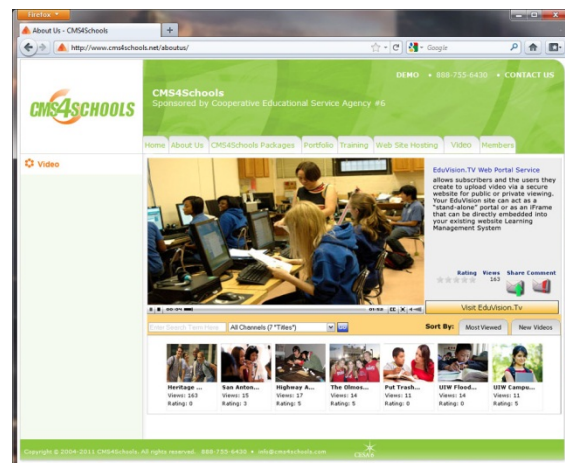 Firefox
About Us - CMS4Schools
http://www.cms4schools.net/aboutus/
Google
DEMO • 888-755-6430 • CONTACT US
CMS4SCHOOLS
CMS4Schools
Sponsored by Cooperative Educational Service Agency #6
Home About Us CMS4Schools Packages Portfolio Training Web Site Hosting Video Members
Video
EduVision.TV Web Portal Service
allows subscribers and the users they
create to upload video via a secure
website for public or private viewing.
Your EduVision site can act as a
"stand-alone" portal or as an iFrame
that can be directly embedded into
your existing website Learning
Management System
Rating Views Share Comment
163
Visit EduVision.Tv
Enter Search Text Here All Channels (7 "Titles") GO Sort By: Most Viewed New Videos
Heritage ... San Anton... Highway A... The Olmos... Put Trash... UIW Flood... UIW Campu...
Views: 163 Views: 15 Views: 17 Views: 14 Views: 11 Views: 14 Views: 11
Rating: 0 Rating: 3 Rating: 5 Rating: 5 Rating: 0 Rating: 0 Rating: 5
Copyright © 2004-2011 CMS4Schools. All rights reserved. 888-755-6430 • info@cms4schools.com
CESA 6